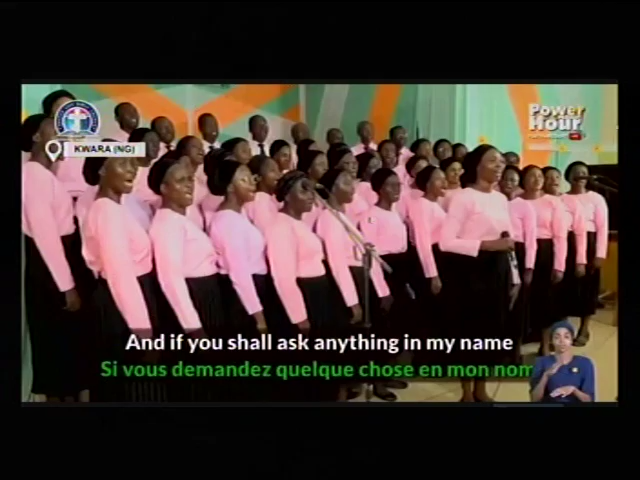 Power
Hour
KWARA (NG)
And if you shall ask anything in my name
Si vous demandez quelque chose en mon nom